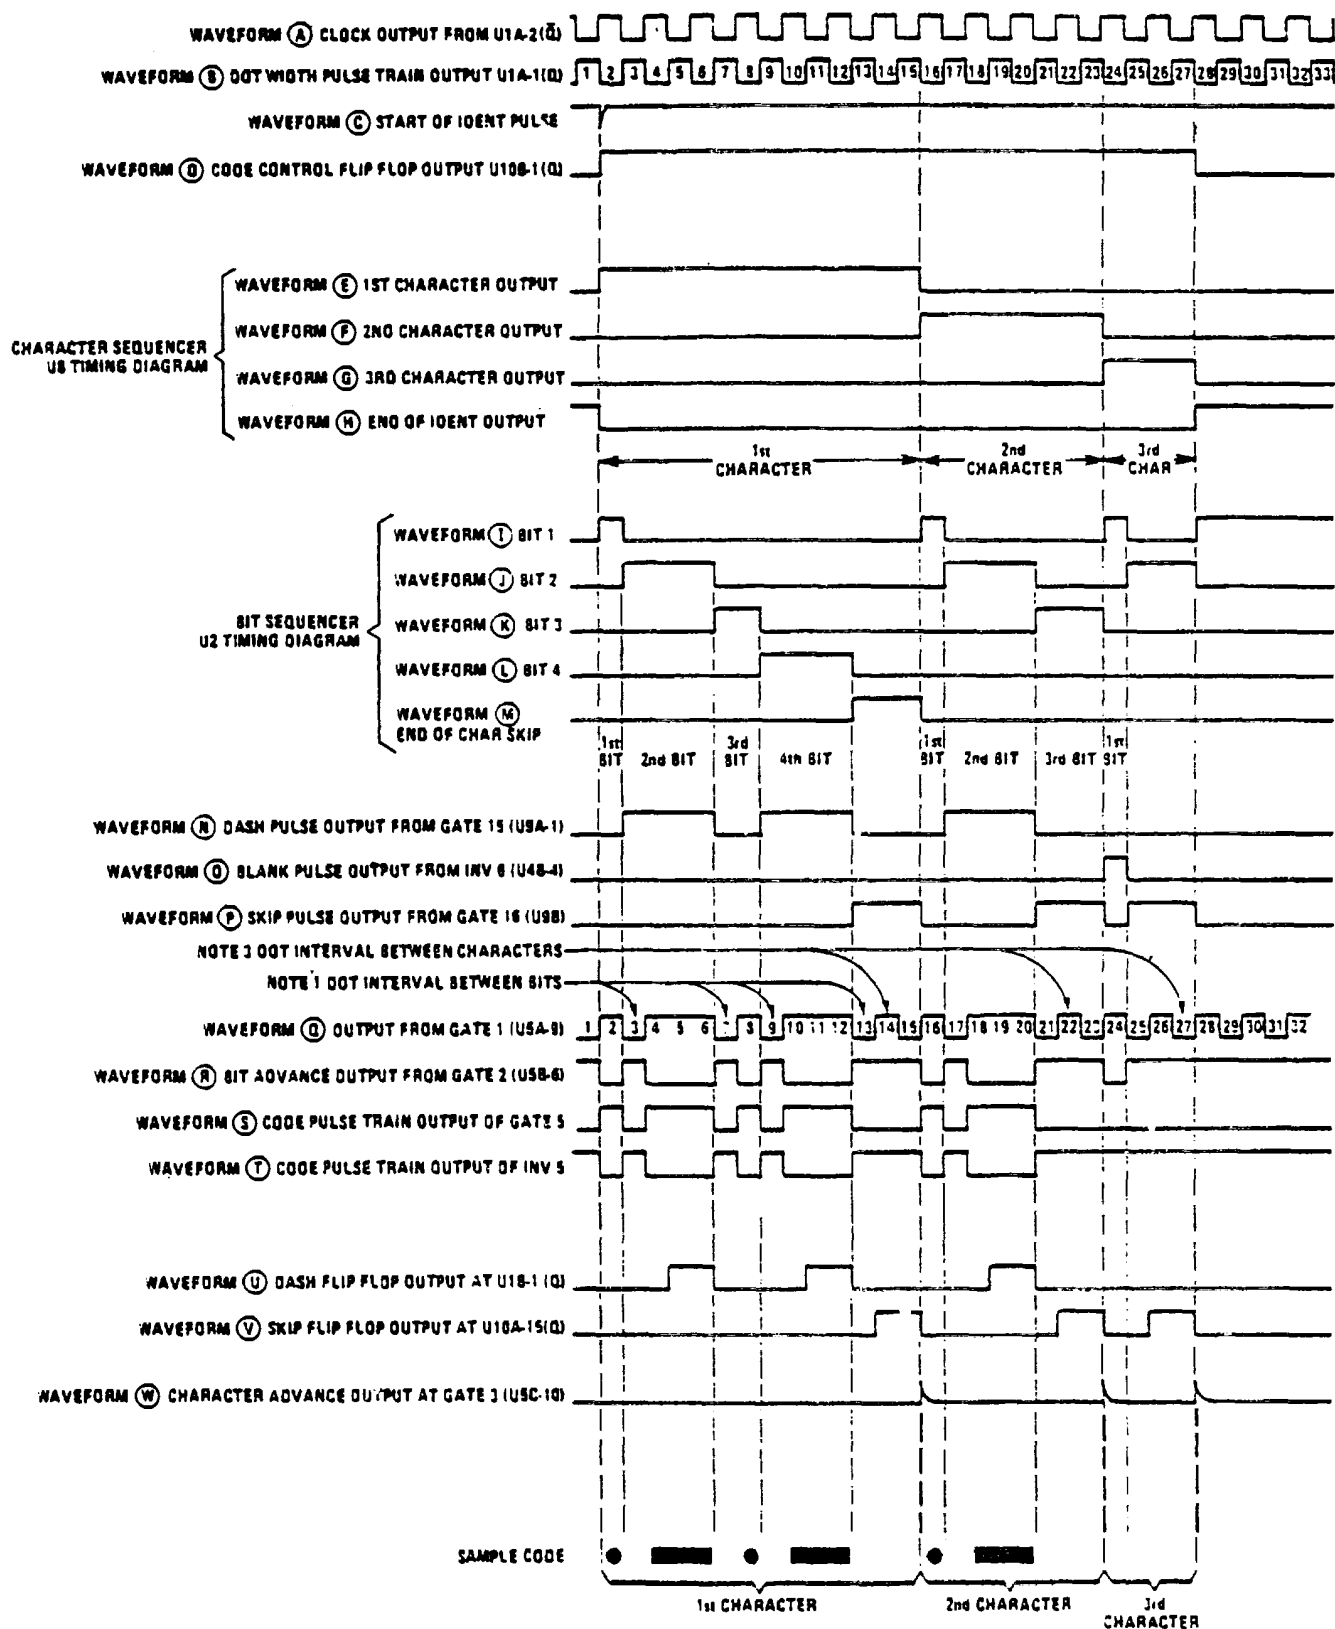 WAVEFORM Ⓐ CLOCK OUTPUT FROM U1A-2(Q̅)
WAVEFORM Ⓑ DOT WIDTH PULSE TRAIN OUTPUT U1A-1(Q)
1 2 3 4 5 6 7 8 9 10 11 12 13 14 15 16 17 18 19 20 21 22 23 24 25 26 27 28 29 30 31 32 33
WAVEFORM Ⓒ START OF IDENT PULSE
WAVEFORM Ⓓ CODE CONTROL FLIP FLOP OUTPUT U10B-1(Q)
CHARACTER SEQUENCER
U8 TIMING DIAGRAM
WAVEFORM Ⓔ 1ST CHARACTER OUTPUT
WAVEFORM Ⓕ 2ND CHARACTER OUTPUT
WAVEFORM Ⓖ 3RD CHARACTER OUTPUT
WAVEFORM Ⓗ END OF IDENT OUTPUT
1st
CHARACTER
2nd
CHARACTER
3rd
CHAR
BIT SEQUENCER
U2 TIMING DIAGRAM
WAVEFORM Ⓘ BIT 1
WAVEFORM Ⓙ BIT 2
WAVEFORM Ⓚ BIT 3
WAVEFORM Ⓛ BIT 4
WAVEFORM Ⓜ
END OF CHAR SKIP
1st
BIT
2nd BIT
3rd
BIT
4th BIT
1st
BIT
2nd BIT
3rd BIT
1st
BIT
WAVEFORM Ⓝ DASH PULSE OUTPUT FROM GATE 15 (U9A-1)
WAVEFORM Ⓞ BLANK PULSE OUTPUT FROM INV 6 (U4B-4)
WAVEFORM Ⓟ SKIP PULSE OUTPUT FROM GATE 16 (U9B)
NOTE 3 DOT INTERVAL BETWEEN CHARACTERS
NOTE 1 DOT INTERVAL BETWEEN BITS
WAVEFORM Ⓠ OUTPUT FROM GATE 1 (U5A-9)
1 2 3 4 5 6 7 8 9 10 11 12 13 14 15 16 17 18 19 20 21 22 23 24 25 26 27 28 29 30 31 32
WAVEFORM Ⓡ BIT ADVANCE OUTPUT FROM GATE 2 (U5B-6)
WAVEFORM Ⓢ CODE PULSE TRAIN OUTPUT OF GATE 5
WAVEFORM Ⓣ CODE PULSE TRAIN OUTPUT OF INV 5
WAVEFORM Ⓤ DASH FLIP FLOP OUTPUT AT U1B-1 (Q)
WAVEFORM Ⓥ SKIP FLIP FLOP OUTPUT AT U10A-15(Q)
WAVEFORM Ⓦ CHARACTER ADVANCE OUTPUT AT GATE 3 (U5C-10)
SAMPLE CODE
1st CHARACTER
2nd CHARACTER
3rd
CHARACTER